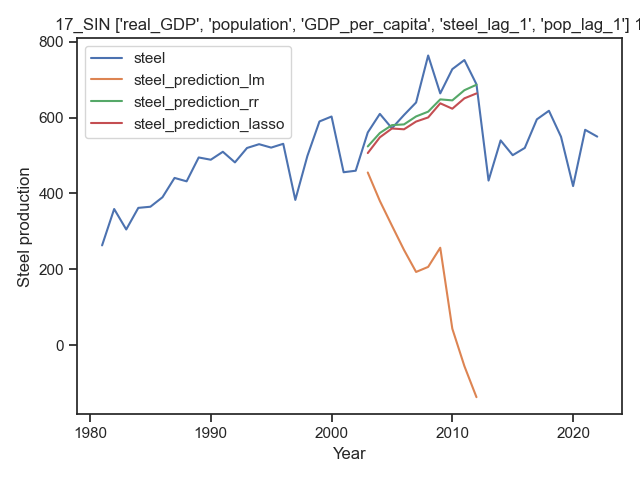 17_SIN ['real_GDP', 'population', 'GDP_per_capita', 'steel_lag_1', 'pop_lag_1'] 1
steel
steel_prediction_lm
steel_prediction_rr
steel_prediction_lasso
800
600
400
200
0
Steel production
1980
1990
2000
2010
2020
Year